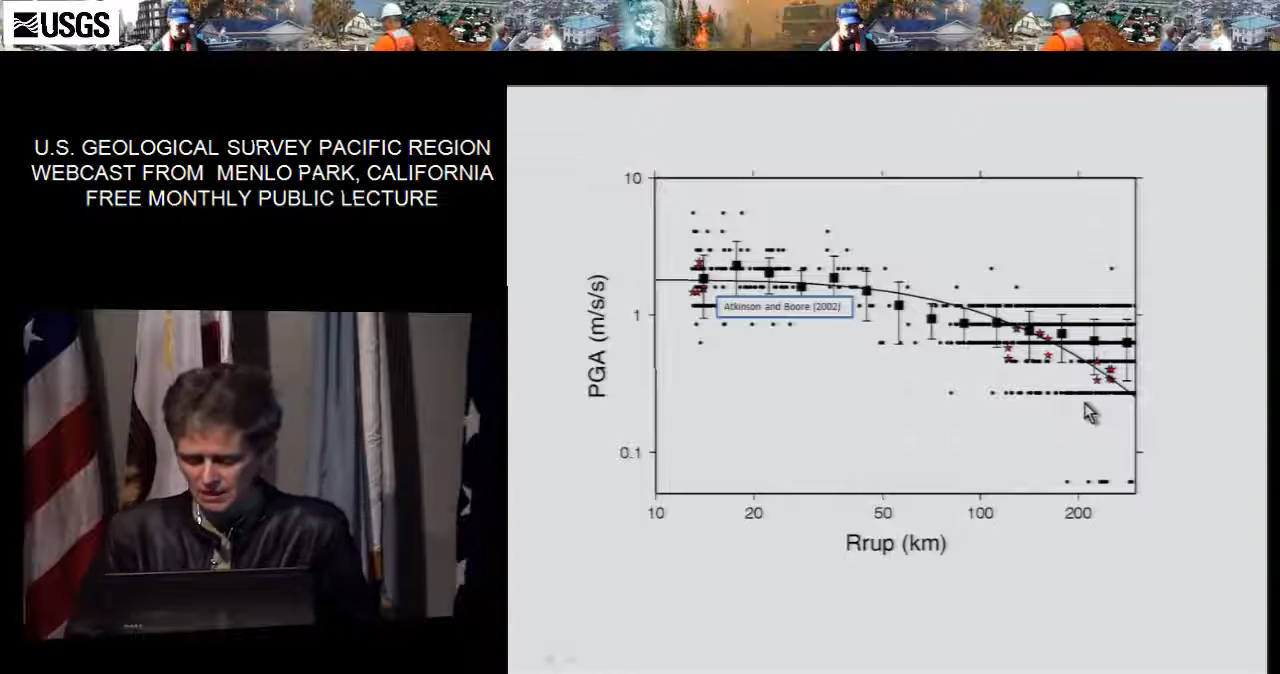 USGS
U.S. GEOLOGICAL SURVEY PACIFIC REGION
WEBCAST FROM MENLO PARK, CALIFORNIA
FREE MONTHLY PUBLIC LECTURE
10
1
0.1
PGA (m/s/s)
Atkinson and Boore (2002)
10 20 50 100 200
Rrup (km)